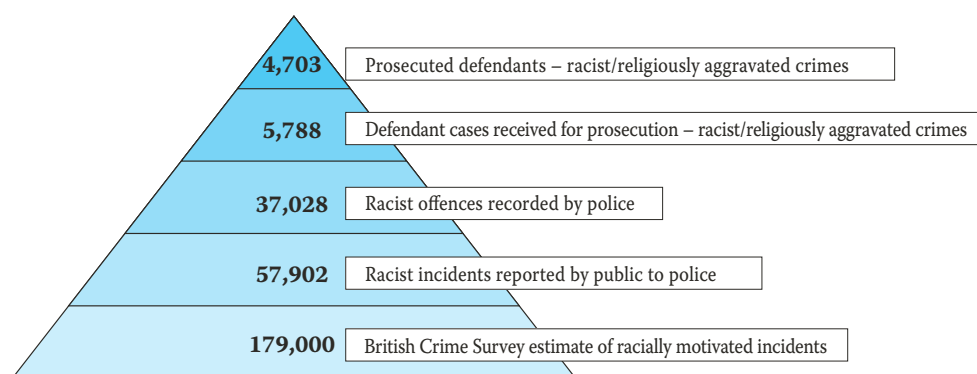 4,703 Prosecuted defendants – racist/religiously aggravated crimes
5,788 Defendant cases received for prosecution – racist/religiously aggravated crimes
37,028 Racist offences recorded by police
57,902 Racist incidents reported by public to police
179,000 British Crime Survey estimate of racially motivated incidents